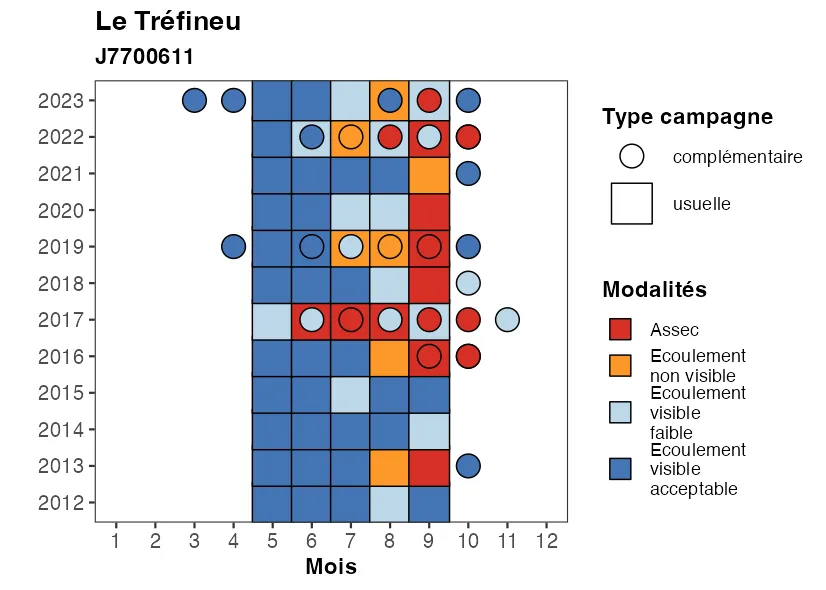 Le Tréfineu
J7700611
2023
2022
2021
2020
2019
2018
2017
2016
2015
2014
2013
2012
1 2 3 4 5 6 7 8 9 10 11 12
Mois
Type campagne
complémentaire
usuelle
Modalités
Assec
Ecoulement
non visible
Ecoulement
visible
faible
Ecoulement
visible
acceptable